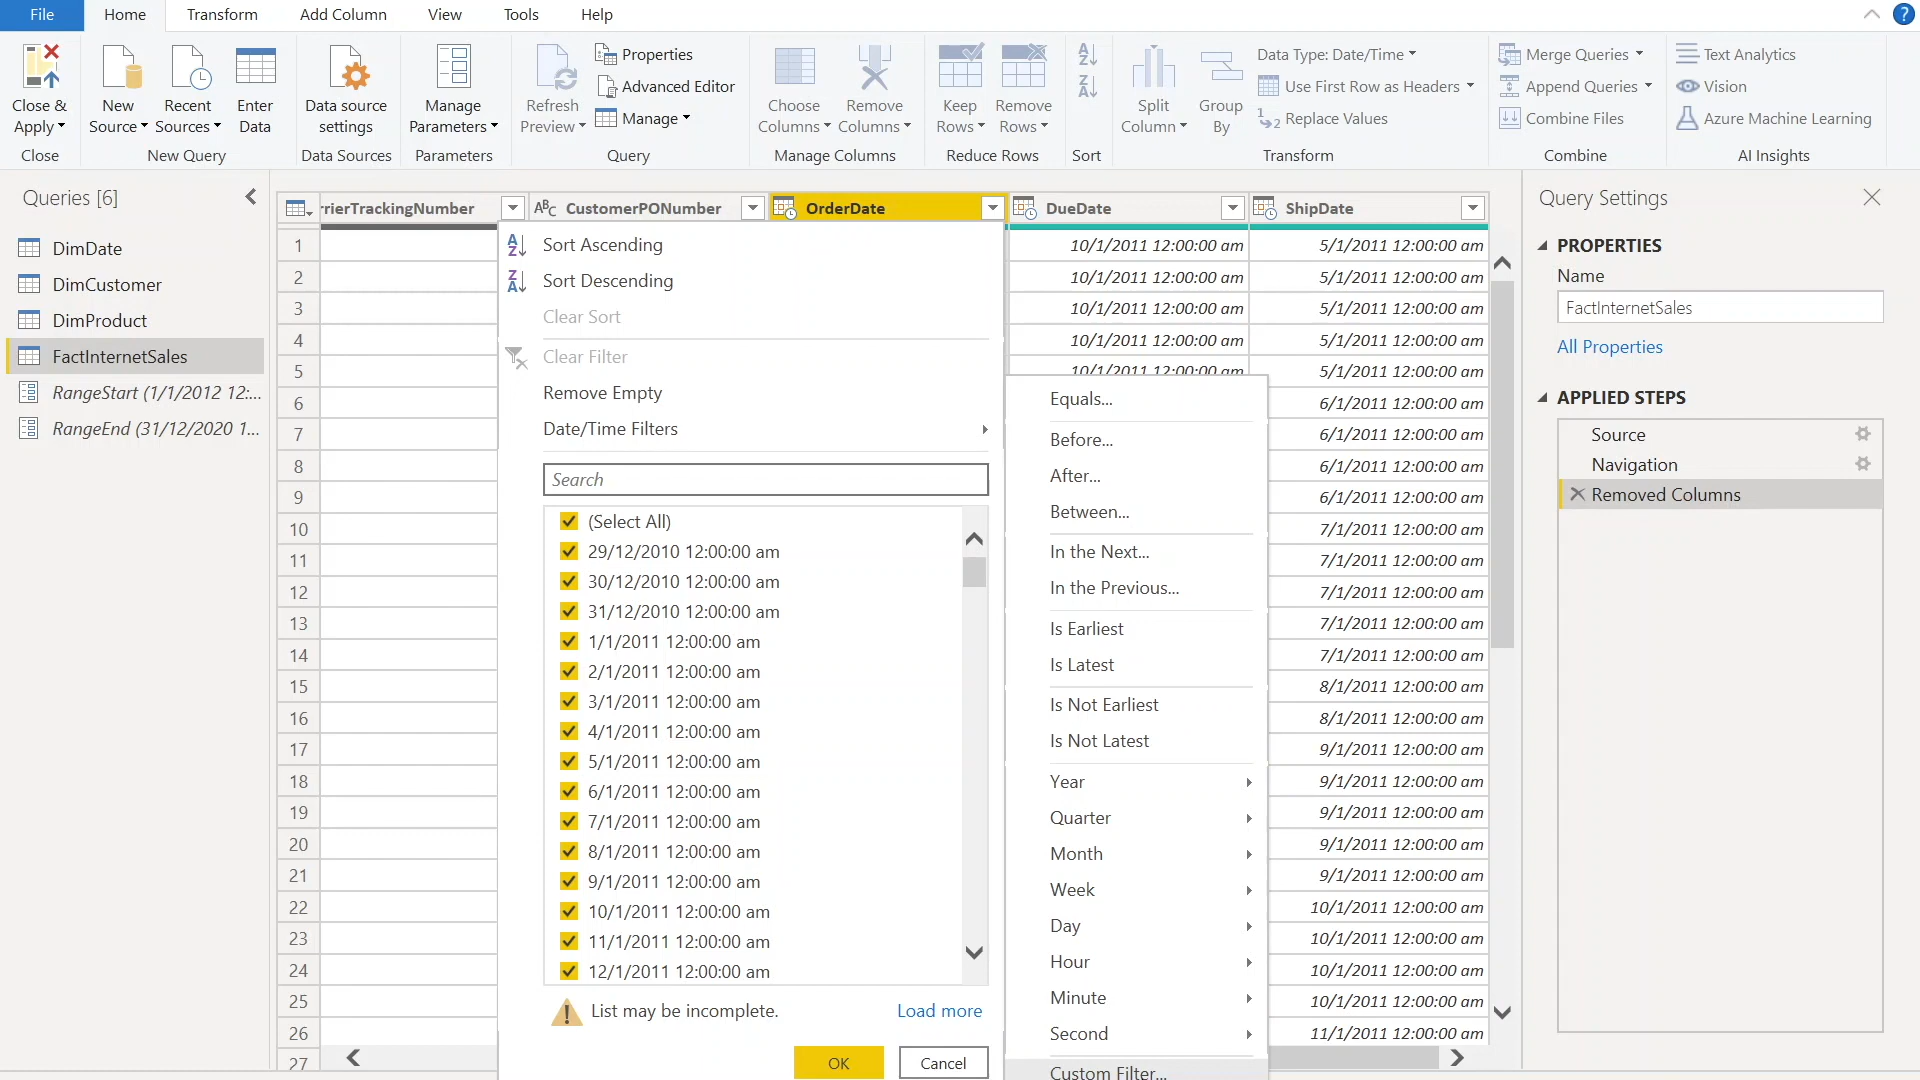 File
Home
Transform
Add Column
View
Tools
Help
Close &
Apply
Close
New
Source
Recent
Sources
Enter
Data
New Query
Data source
settings
Data Sources
Manage
Parameters
Parameters
Refresh
Preview
Properties
Advanced Editor
Manage
Query
Choose
Columns
Remove
Columns
Manage Columns
Keep
Rows
Remove
Rows
Reduce Rows
Sort
Split
Column
Group
By
Data Type: Date/Time
Use First Row as Headers
Replace Values
Transform
Merge Queries
Append Queries
Combine Files
Combine
Text Analytics
Vision
Azure Machine Learning
AI Insights
Queries [6]
DimDate
DimCustomer
DimProduct
FactInternetSales
RangeStart (1/1/2012 12:...
RangeEnd (31/12/2020 1...
rrierTrackingNumber
CustomerPONumber
OrderDate
DueDate
ShipDate
1
2
3
4
5
6
7
8
9
10
11
12
13
14
15
16
17
18
19
20
21
22
23
24
25
26
27
Sort Ascending
Sort Descending
Clear Sort
Clear Filter
Remove Empty
Date/Time Filters
Search
(Select All)
29/12/2010 12:00:00 am
30/12/2010 12:00:00 am
31/12/2010 12:00:00 am
1/1/2011 12:00:00 am
2/1/2011 12:00:00 am
3/1/2011 12:00:00 am
4/1/2011 12:00:00 am
5/1/2011 12:00:00 am
6/1/2011 12:00:00 am
7/1/2011 12:00:00 am
8/1/2011 12:00:00 am
9/1/2011 12:00:00 am
10/1/2011 12:00:00 am
11/1/2011 12:00:00 am
12/1/2011 12:00:00 am
List may be incomplete.
Load more
OK
Cancel
10/1/2011 12:00:00 am
10/1/2011 12:00:00 am
10/1/2011 12:00:00 am
10/1/2011 12:00:00 am
10/1/2011 12:00:00 am
Equals...
Before...
After...
Between...
In the Next...
In the Previous...
Is Earliest
Is Latest
Is Not Earliest
Is Not Latest
Year
Quarter
Month
Week
Day
Hour
Minute
Second
Custom Filter...
5/1/2011 12:00:00 am
5/1/2011 12:00:00 am
5/1/2011 12:00:00 am
5/1/2011 12:00:00 am
5/1/2011 12:00:00 am
6/1/2011 12:00:00 am
6/1/2011 12:00:00 am
6/1/2011 12:00:00 am
6/1/2011 12:00:00 am
7/1/2011 12:00:00 am
7/1/2011 12:00:00 am
7/1/2011 12:00:00 am
7/1/2011 12:00:00 am
7/1/2011 12:00:00 am
8/1/2011 12:00:00 am
8/1/2011 12:00:00 am
9/1/2011 12:00:00 am
9/1/2011 12:00:00 am
9/1/2011 12:00:00 am
9/1/2011 12:00:00 am
9/1/2011 12:00:00 am
10/1/2011 12:00:00 am
10/1/2011 12:00:00 am
10/1/2011 12:00:00 am
10/1/2011 12:00:00 am
11/1/2011 12:00:00 am
Query Settings
PROPERTIES
Name
FactInternetSales
All Properties
APPLIED STEPS
Source
Navigation
Removed Columns